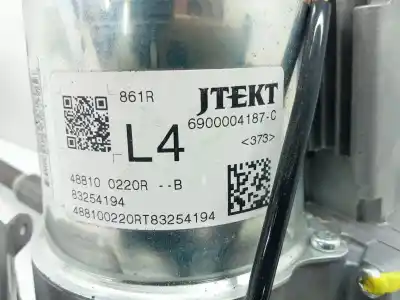 861R
JTEKT
L4
6900004187-C
<373>
48810 0220R --B
83254194
488100220RT83254194